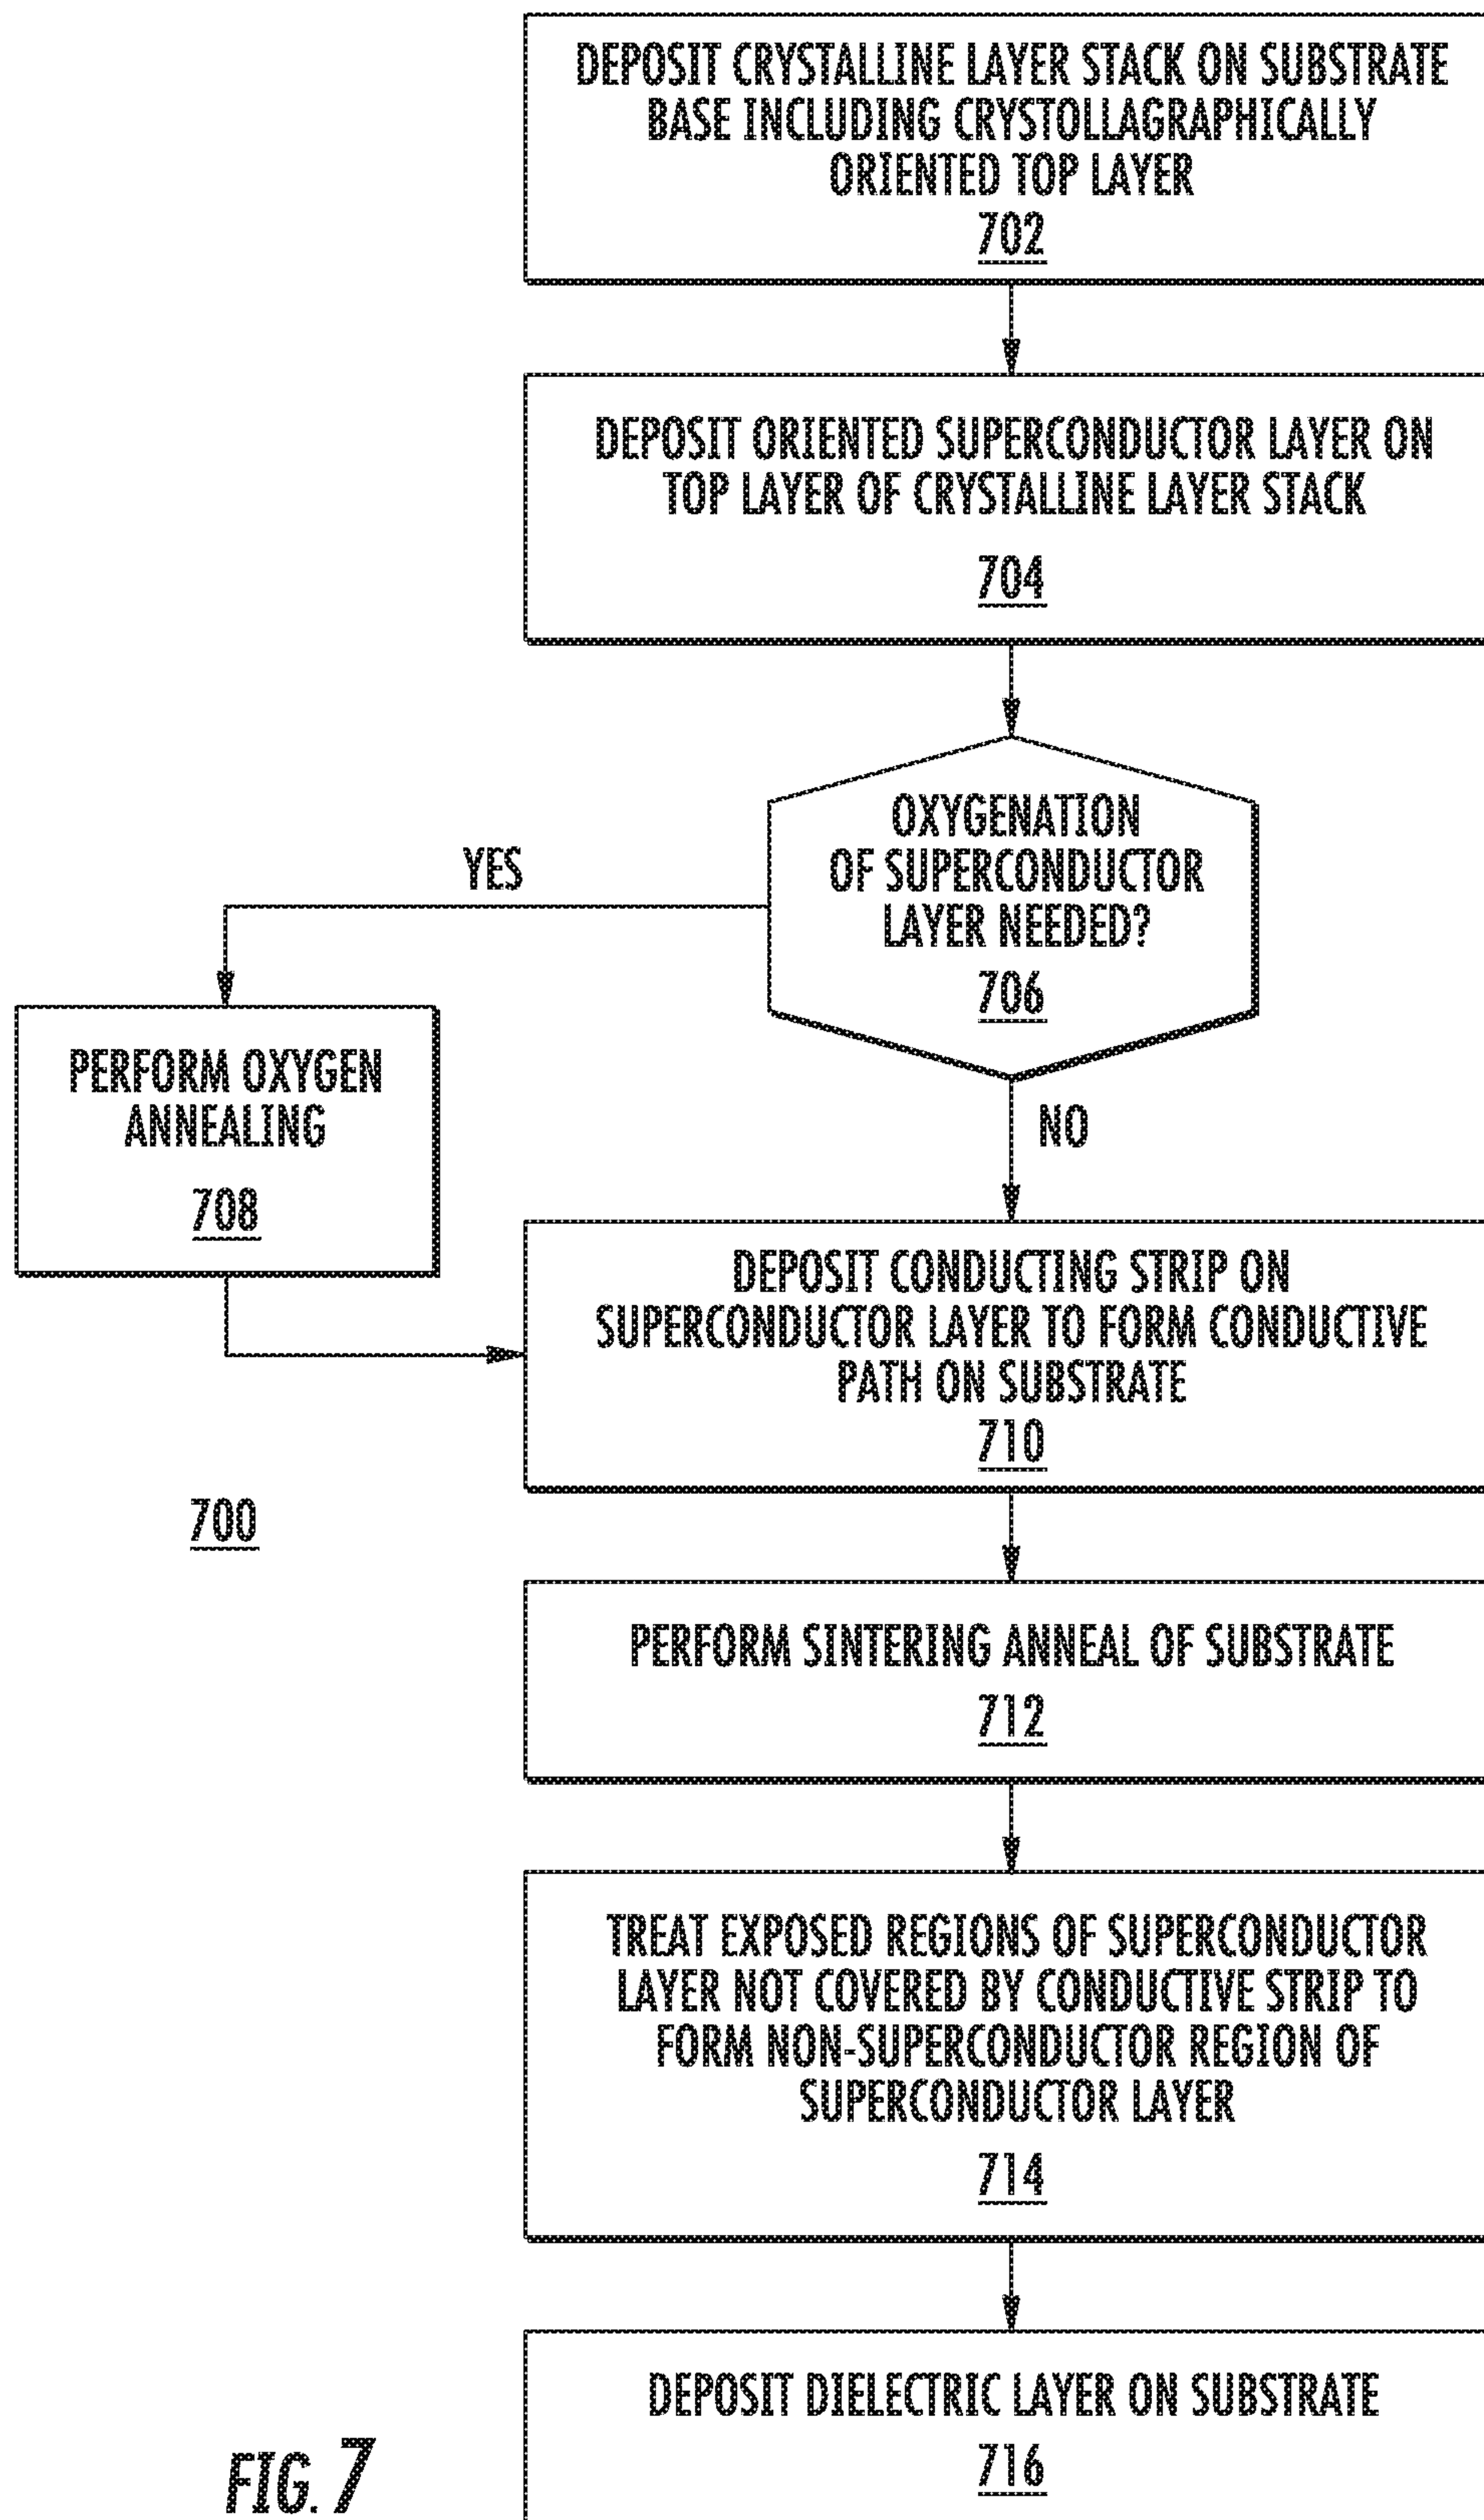 DEPOSIT CRYSTALLINE LAYER STACK ON SUBSTRATE
BASE INCLUDING CRYSTOLLAGRAPHICALLY
ORIENTED TOP LAYER
702
DEPOSIT ORIENTED SUPERCONDUCTOR LAYER ON
TOP LAYER OF CRYSTALLINE LAYER STACK
704
OXYGENATION
OF SUPERCONDUCTOR
LAYER NEEDED?
706
YES
PERFORM OXYGEN
ANNEALING
708
NO
DEPOSIT CONDUCTING STRIP ON
SUPERCONDUCTOR LAYER TO FORM CONDUCTIVE
PATH ON SUBSTRATE
710
700
PERFORM SINTERING ANNEAL OF SUBSTRATE
712
TREAT EXPOSED REGIONS OF SUPERCONDUCTOR
LAYER NOT COVERED BY CONDUCTIVE STRIP TO
FORM NON-SUPERCONDUCTOR REGION OF
SUPERCONDUCTOR LAYER
714
DEPOSIT DIELECTRIC LAYER ON SUBSTRATE
716
FIG. 7